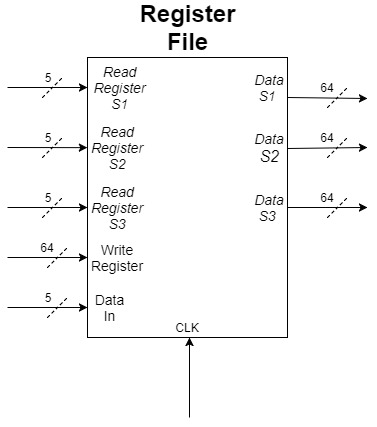 Register
File
5
Read
Register
S1
Data
S1
64
5
Read
Register
S2
Data
S2
64
5
Read
Register
S3
Data
S3
64
64
Write
Register
5
Data
In
CLK